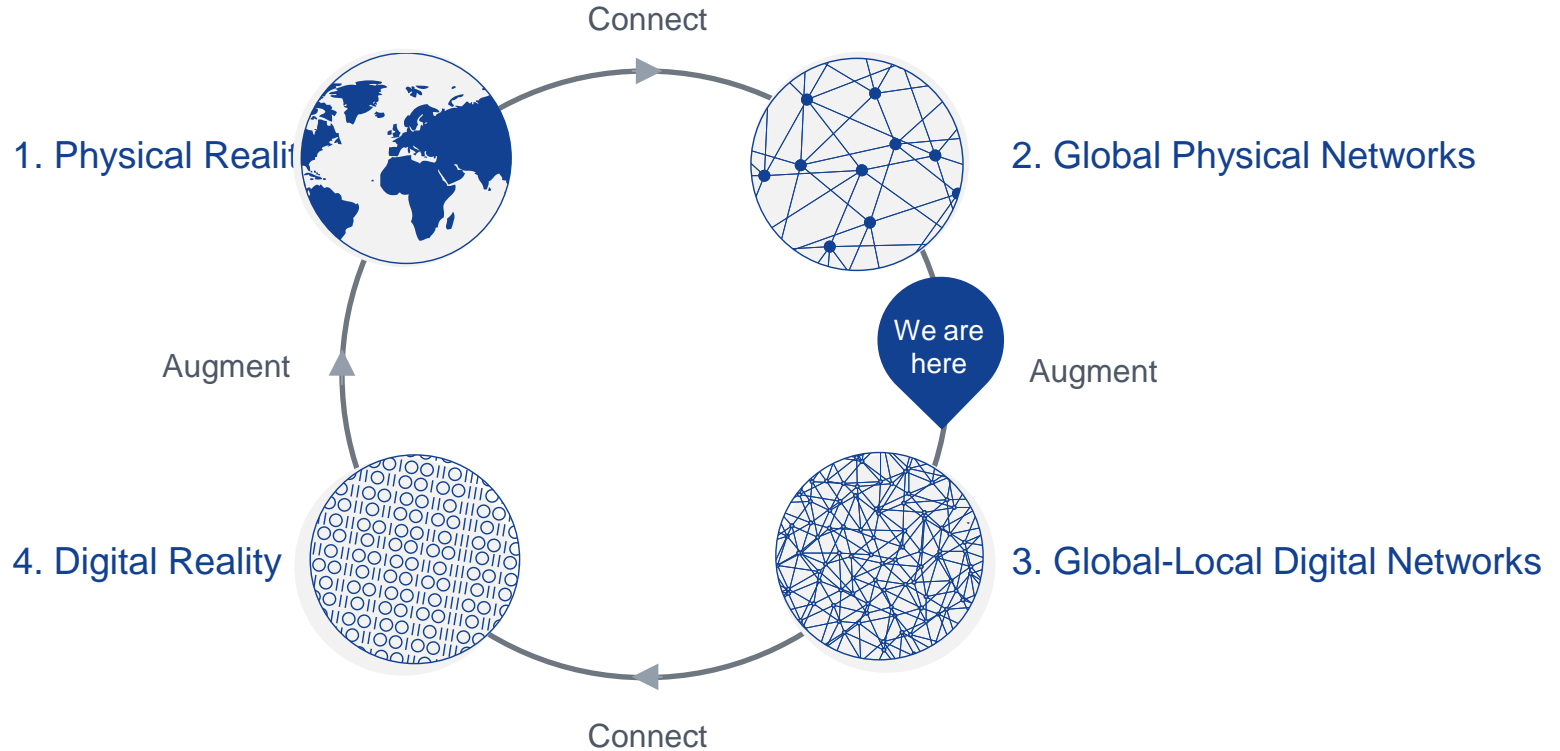 Connect
1. Physical Realit
2. Global Physical Networks
We are
here
Augment
Augment
4. Digital Reality
3. Global-Local Digital Networks
Connect